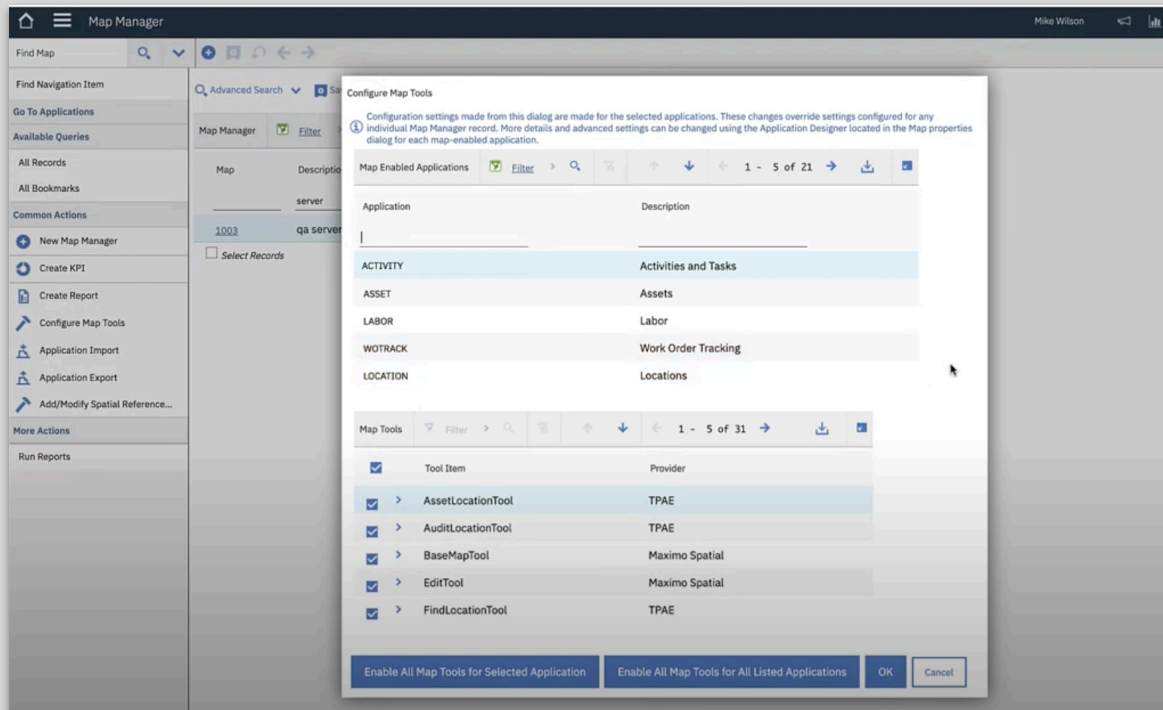 Map Manager
Mike Wilson
Find Map
Find Navigation Item
Go To Applications
Available Queries
All Records
All Bookmarks
Common Actions
New Map Manager
Create KPI
Create Report
Configure Map Tools
Application Import
Application Export
Add/Modify Spatial Reference...
More Actions
Run Reports
Advanced Search
Map Manager Filter
Map
server
1003 qa server
Select Records
Configure Map Tools
Configuration settings made from this dialog are made for the selected applications. These changes override settings configured for any
individual Map Manager record. More details and advanced settings can be changed using the Application Designer located in the Map properties
dialog for each map-enabled application.
Map Enabled Applications Filter 1 - 5 of 21
Application Description
ACTIVITY Activities and Tasks
ASSET Assets
LABOR Labor
WOTRACK Work Order Tracking
LOCATION Locations
Map Tools Filter 1 - 5 of 31
Tool Item Provider
AssetLocationTool TPAE
AuditLocationTool TPAE
BaseMapTool Maximo Spatial
EditTool Maximo Spatial
FindLocationTool TPAE
Enable All Map Tools for Selected Application Enable All Map Tools for All Listed Applications OK Cancel